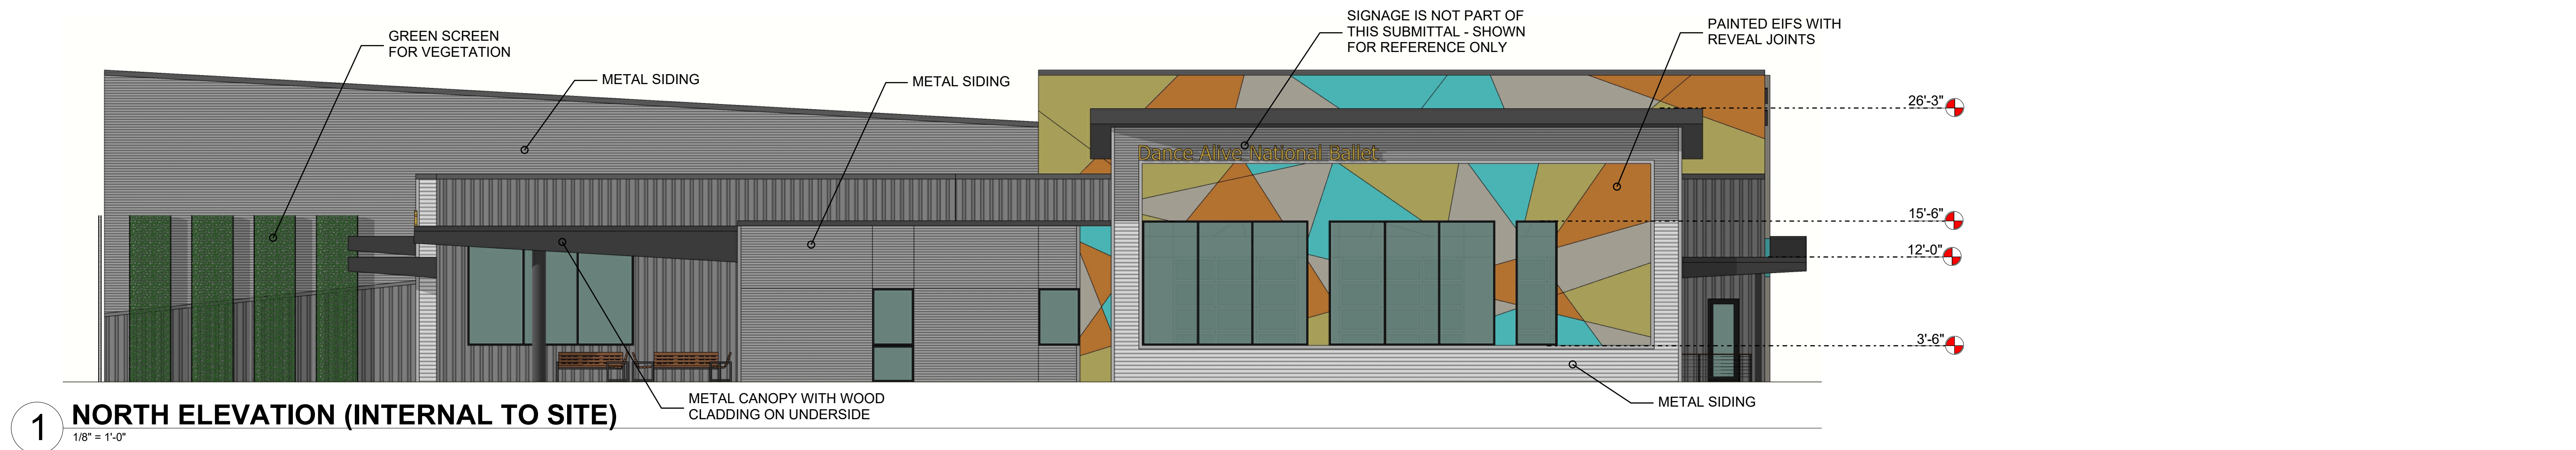 GREEN SCREEN
FOR VEGETATION
METAL SIDING
METAL SIDING
SIGNAGE IS NOT PART OF
THIS SUBMITTAL - SHOWN
FOR REFERENCE ONLY
PAINTED EIFS WITH
REVEAL JOINTS
26'-3"
Dance Alive National Ballet
15'-6"
12'-0"
3'-6"
METAL CANOPY WITH WOOD
CLADDING ON UNDERSIDE
METAL SIDING
1
NORTH ELEVATION (INTERNAL TO SITE)
1/8" = 1'-0"